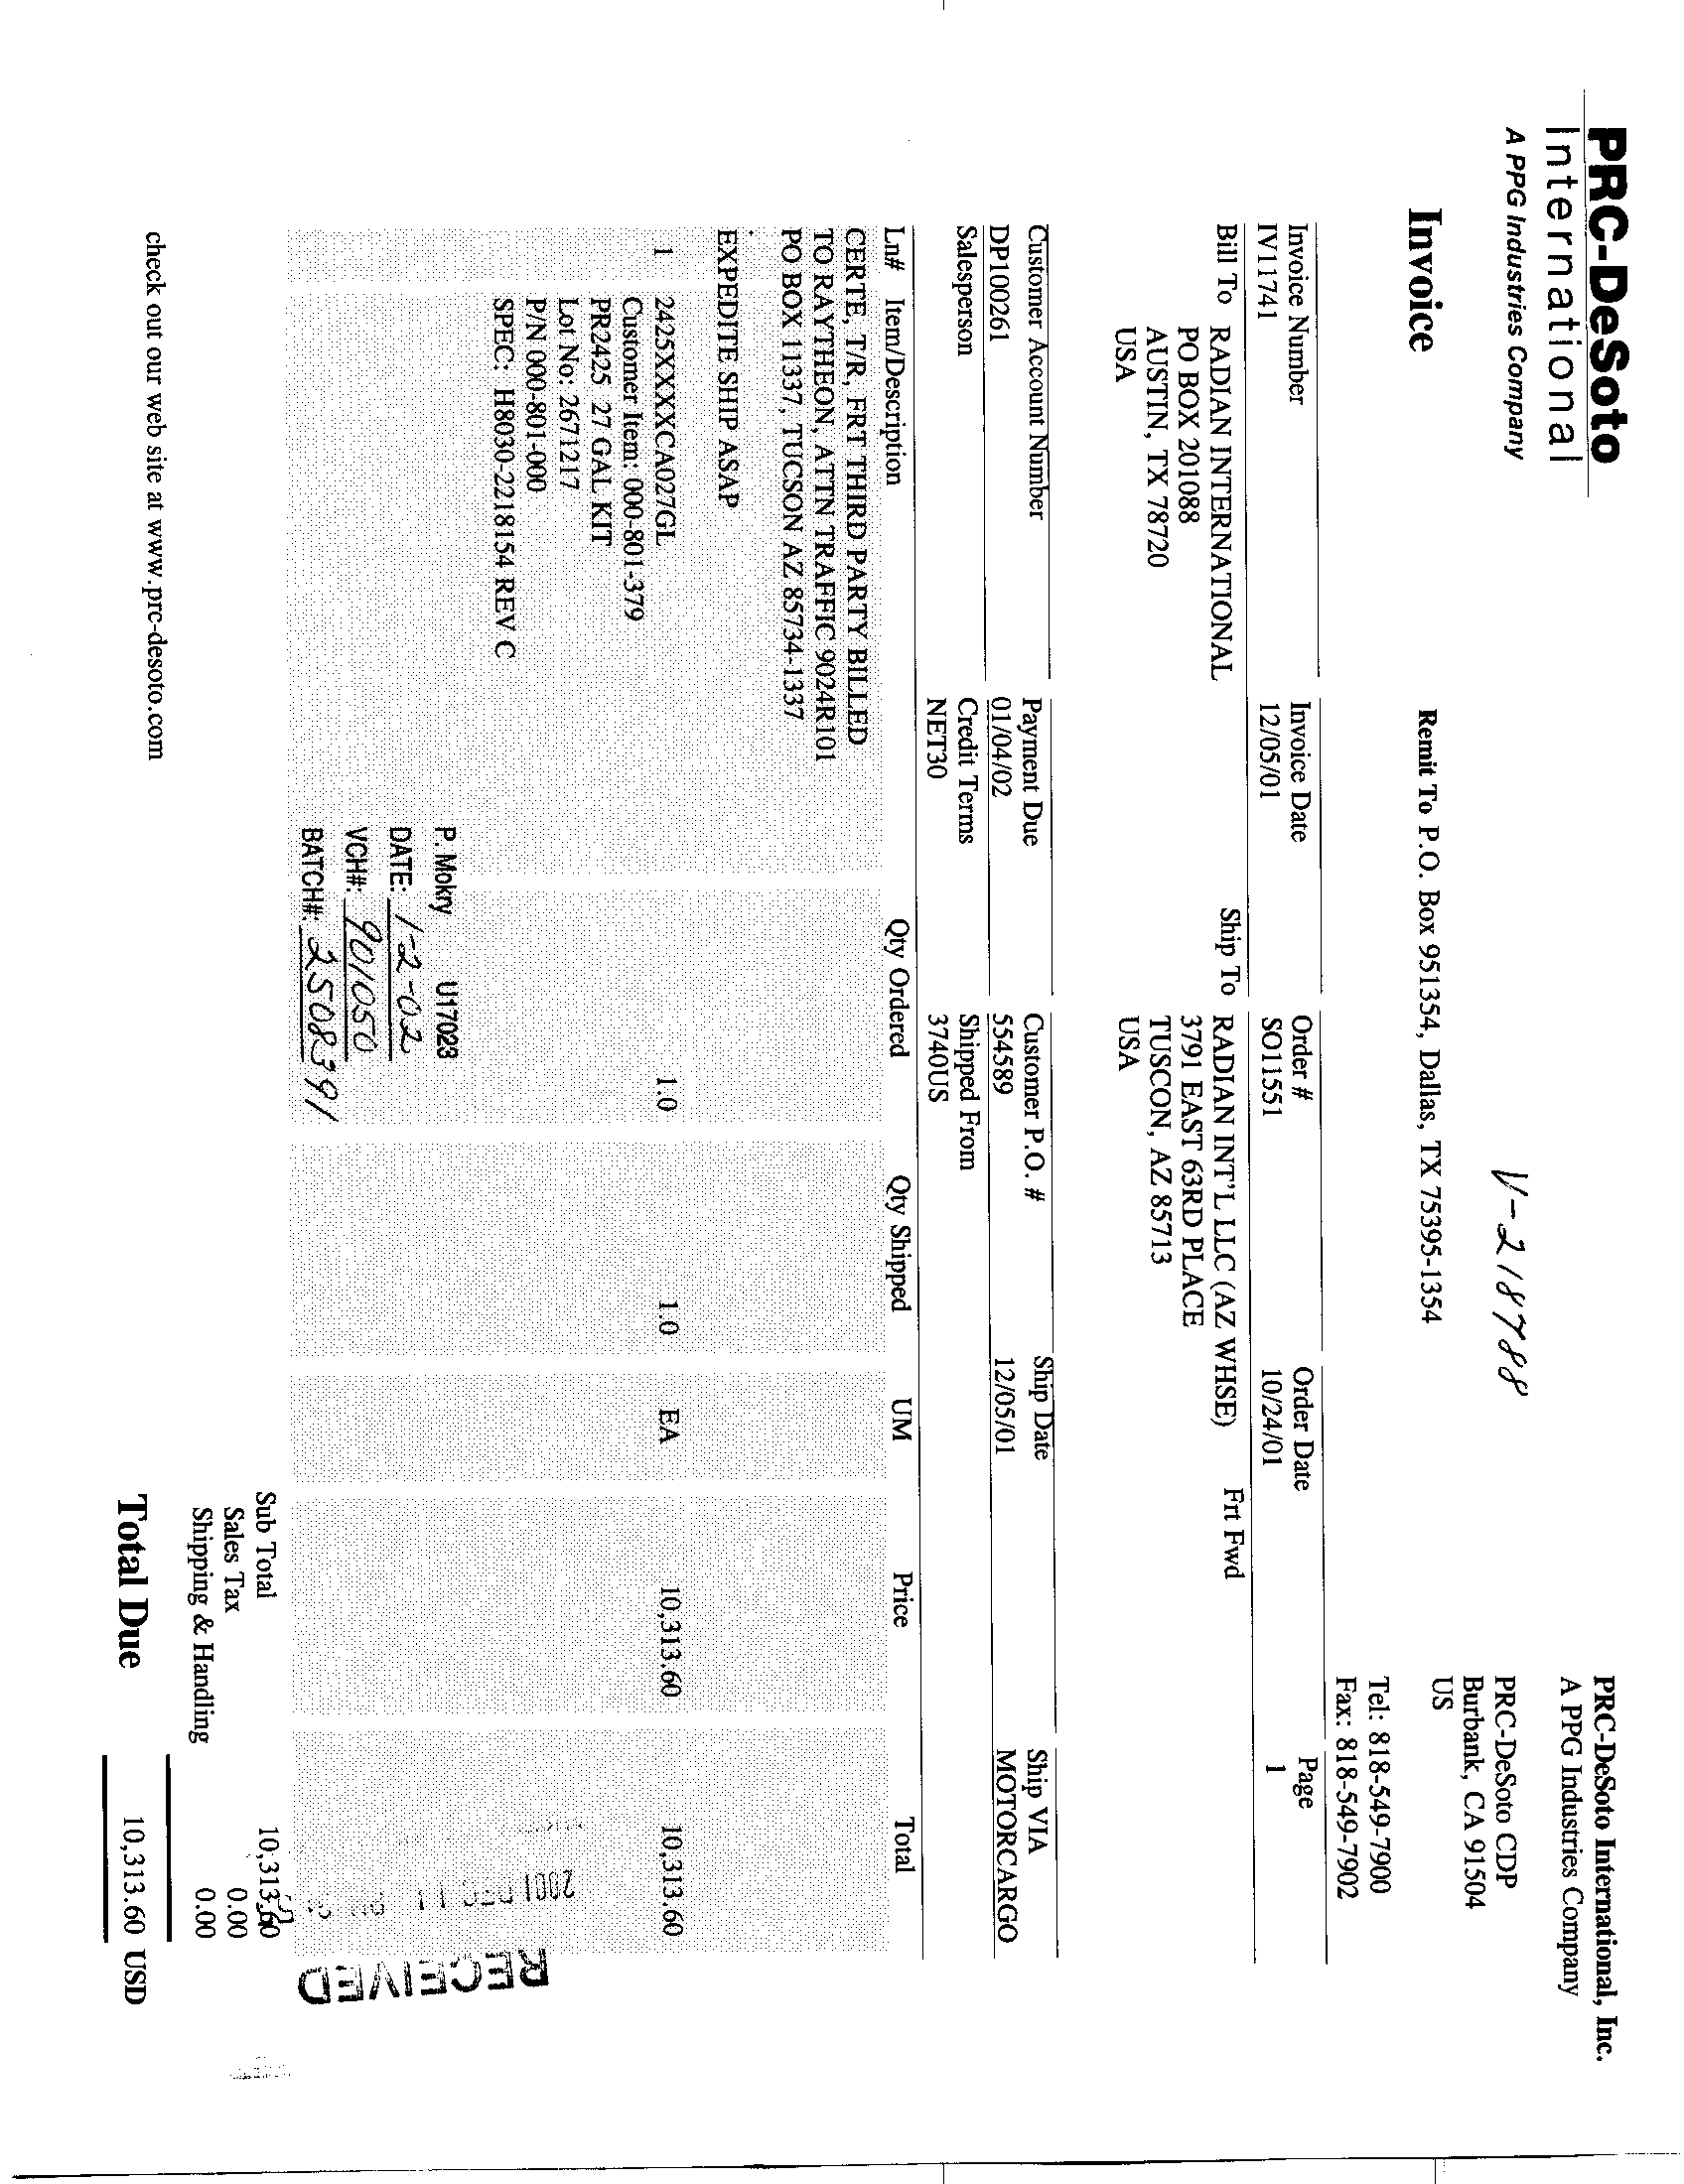 PRC-DeSoto
International
A PPG Industries Company
PRC-DeSoto International, Inc.
A PPG Industries Company
V-218788
PRC-DeSoto CDP
Burbank, CA 91504
US
Invoice
Remit To P.O. Box 951354, Dallas, TX 75395-1354
Tel: 818-549-7900
Fax: 818-549-7902
Invoice Number Invoice Date Order # Order Date Page
IV11741 12/05/01 SO11551 10/24/01 1
Bill To RADIAN INTERNATIONAL
PO BOX 201088
AUSTIN, TX 78720
USA
Ship To RADIAN INT'L LLC (AZ WHSE)
3791 EAST 63RD PLACE
TUSCON, AZ 85713
USA
Frt Fwd
Customer Account Number Payment Due Customer P.O. # Ship Date Ship VIA
DP100261 01/04/02 554589 12/05/01 MOTORCARGO
Salesperson Credit Terms Shipped From
NET30 3740US
Ln# Item/Description Qty Ordered Qty Shipped UM Price Total
CERTE, T/R, FRT THIRD PARTY BILLED
TO RAYTHEON, ATTN TRAFFIC 9024R101
PO BOX 11337, TUCSON AZ 85734-1337
EXPEDITE SHIP ASAP
1 2425XXXXCA027GL 1.0 1.0 EA 10,313.60 10,313.60
Customer Item: 000-801-379
PR2425 27 GAL KIT
Lot No: 2671217
P/N 000-801-000
SPEC: H8030-2218154 REV C
P. Mokry U17023
DATE: 1-2-02
VCH#: 901050
BATCH#: 2508391
2001 DEC 11
RECEIVED
Sub Total 10,313.60
Sales Tax 0.00
Shipping & Handling 0.00
check out our web site at www.prc-desoto.com
Total Due 10,313.60 USD